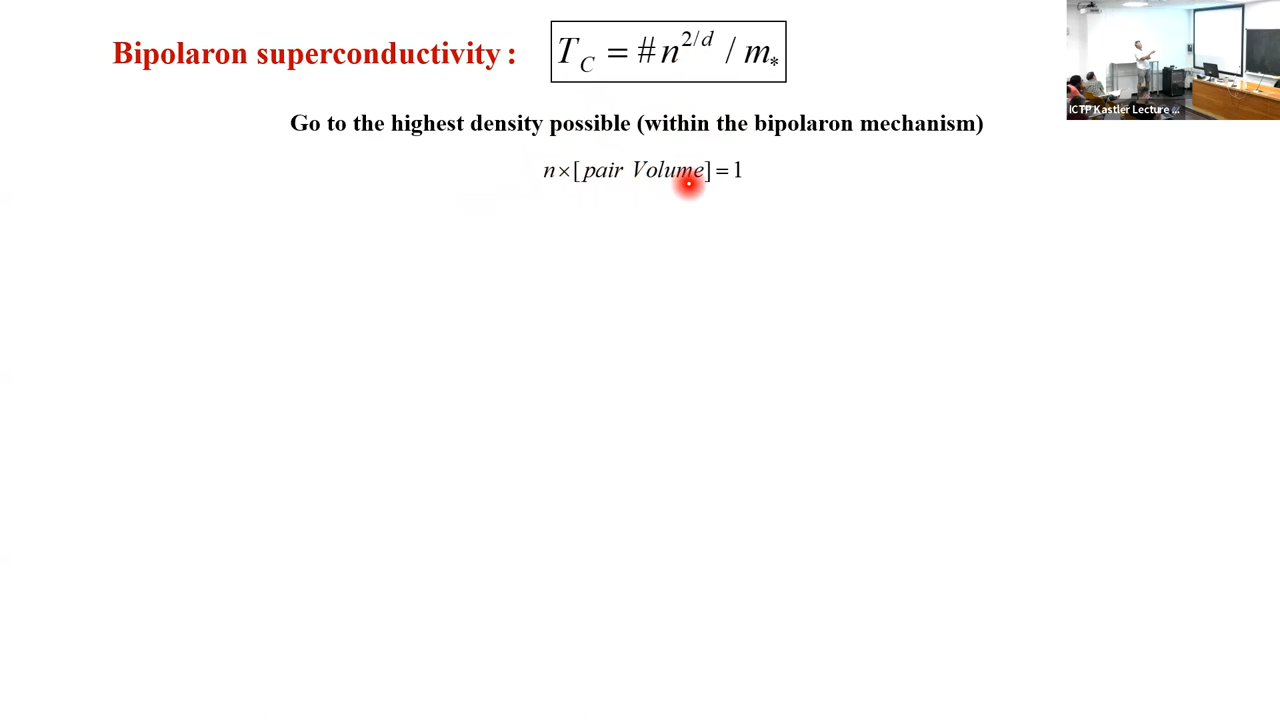 Bipolaron superconductivity : T_C = # n^{2/d} / m_*
Go to the highest density possible (within the bipolaron mechanism)
n×[ pair Volume] = 1
ICTP Kastler Lecture ...